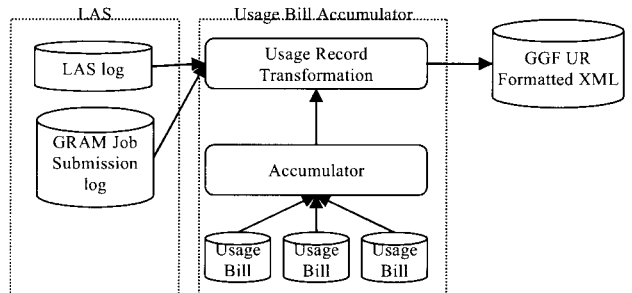 LAS
Usage Bill Accumulator
LAS log
Usage Record
Transformation
GGF UR
Formatted XML
GRAM Job
Submission
log
Accumulator
Usage
Bill
Usage
Bill
Usage
Bill